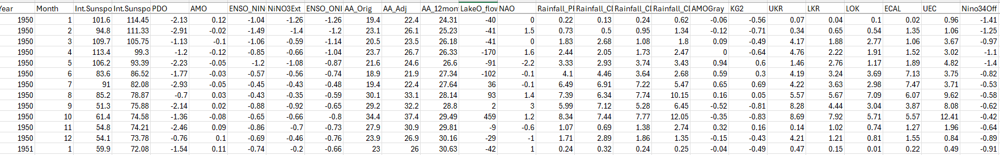 Year Month Int.Sunspo Int.Sunspo PDO AMO ENSO_NIN NiNO3Ext ENSO_ONI AA_Orig AA_Adj AA_12mon LakeO_flow NAO Rainfall_Pl Rainfall_Cl Rainfall_Cl Rainfall_Cl AMOGray KG2 UKR LKR LOK ECAL UEC Nino34Off
1950 1 101.6 114.45 -2.13 0.12 -1.04 -1.26 -1.26 19.4 22.4 24.31 -40 0 0.22 0.13 0.24 0.62 -0.06 -0.56 0.07 0.04 0.1 0.02 0.96 -1.41
1950 2 94.8 111.33 -2.91 -0.02 -1.49 -1.4 -1.2 23.1 26.1 25.23 -41 1.5 0.73 0.5 0.95 1.34 -0.12 -0.71 0.34 0.65 0.54 1.35 1.06 -1.25
1950 3 109.7 105.75 -1.13 -0.1 -1.06 -0.59 -1.14 20.5 23.5 26.18 -41 0 1.83 2.68 1.08 1.8 0.09 -0.49 4.17 1.88 2.77 1.06 3.67 -0.97
1950 4 113.4 99.3 -1.2 -0.12 -0.85 -0.66 -1.04 23.7 26.7 26.33 -170 1.6 2.44 2.05 1.73 2.47 0 -0.64 4.76 2.22 1.91 1.52 3.02 -1.1
1950 5 106.2 93.39 -2.23 -0.05 -1.2 -1.08 -0.87 21.6 24.6 26.6 -91 -2.2 3.33 2.93 3.74 3.43 0.94 0.6 1.46 2.76 1.17 1.89 4.82 -1.4
1950 6 83.6 86.52 -1.77 -0.03 -0.57 -0.56 -0.74 18.9 21.9 27.34 -102 -0.1 4.1 4.46 3.64 2.68 0.59 0.3 4.19 3.24 3.69 7.13 3.75 -0.82
1950 7 91 82.08 -2.93 -0.05 -0.45 -0.43 -0.48 19.4 22.4 27.64 36 -0.1 6.49 6.91 7.22 5.47 0.65 0.69 4.22 3.63 2.98 7.47 3.71 -0.53
1950 8 85.2 78.87 -0.7 0.03 -0.43 -0.35 -0.59 30.1 33.1 28.14 93 1.4 7.39 6.34 7.74 10.15 0.16 0.05 5.57 5.67 7.09 6.07 9.62 -0.58
1950 9 51.3 75.88 -2.14 0.02 -0.88 -0.92 -0.65 29.2 32.2 28.8 2 3 5.99 7.12 5.28 6.45 -0.52 -0.81 8.28 4.44 3.04 3.87 8.08 -0.62
1950 10 61.4 74.58 -1.36 -0.08 -0.65 -0.66 -0.8 34.4 37.4 29.49 459 1.2 8.34 7.44 7.77 12.05 -0.35 -0.83 8.69 7.92 5.71 5.57 12.41 -0.42
1950 11 54.8 74.21 -2.46 0.09 -0.86 -0.7 -0.73 27.9 30.9 29.81 -9 -0.6 1.07 0.69 1.38 2.74 0.32 0.16 0.14 1.02 0.74 1.27 1.96 -0.64
1950 12 54.1 73.78 -0.76 0.1 -0.69 -0.46 -0.76 23.9 26.9 30.16 -29 -1 1.71 2.89 1.86 1.35 -0.15 -0.43 4.21 1.21 0.81 1.55 0.84 -0.89
1951 1 59.9 72.08 -1.54 0.11 -0.74 -0.2 -0.66 23 26 30.63 -42 1 0.24 0.32 0.24 0.25 -0.04 -0.49 0.47 0.15 0.01 0.22 0.49 -0.91